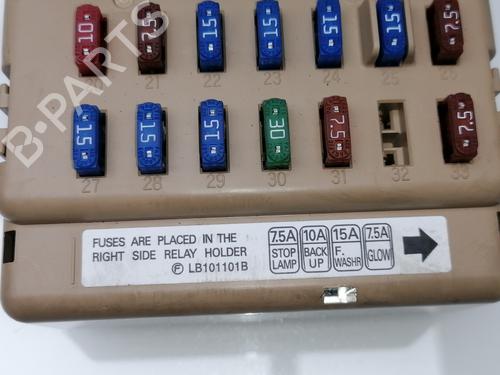 10 7.5 15 15 15 15 7.5
21 22 23 24 25 26
B-PARTS
15 15 15 30 7.5 7.5
27 28 29 30 31 32 33
FUSES ARE PLACED IN THE
RIGHT SIDE RELAY HOLDER
F LB101101B
7.5A STOP LAMP
10A BACK UP
15A F. WASHR
7.5A GLOW